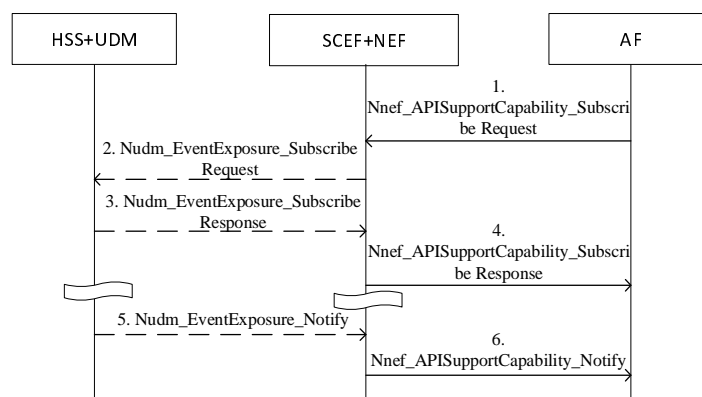 HSS+UDM
SCEF+NEF
AF
1.
Nnef_APISupportCapability_Subscri
be Request
2. Nudm_EventExposure_Subscribe
Request
3. Nudm_EventExposure_Subscribe
Response
4.
Nnef_APISupportCapability_Subscri
be Response
5. Nudm_EventExposure_Notify
6.
Nnef_APISupportCapability_Notify